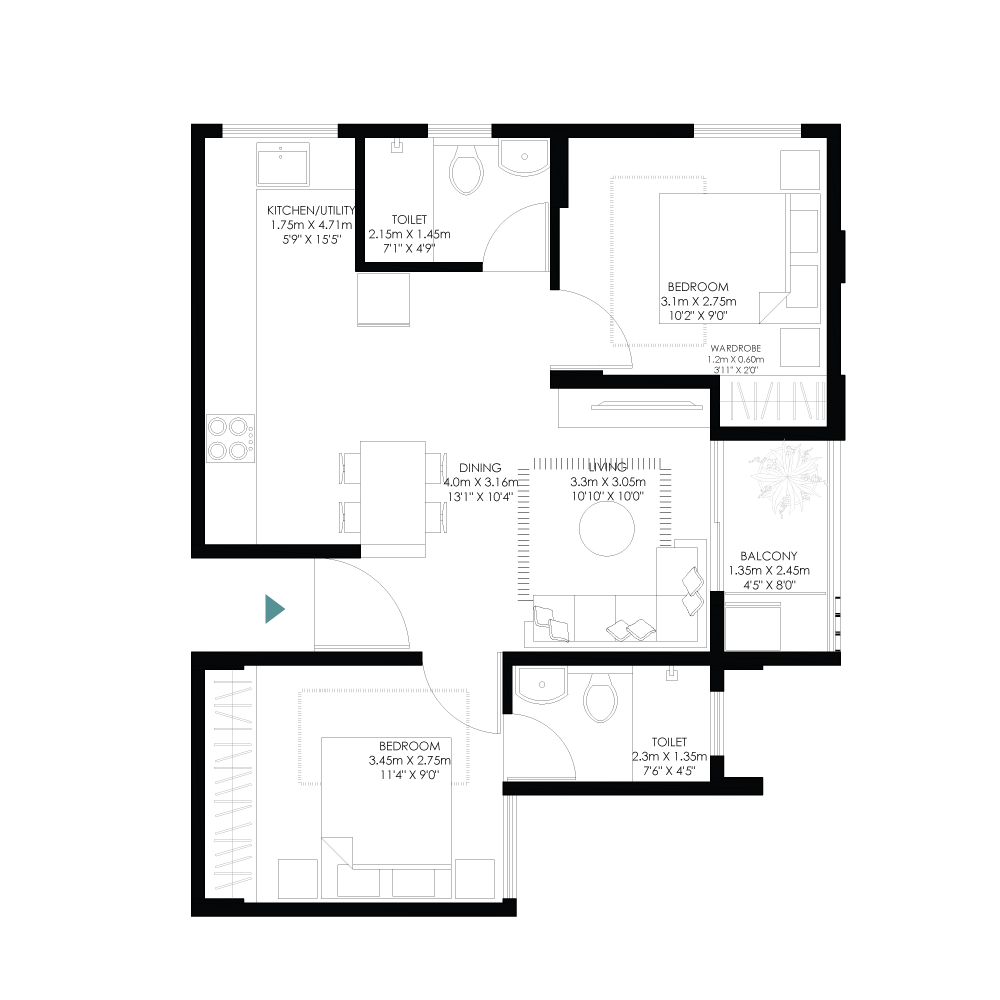 KITCHEN/UTILITY
1.75m X 4.71m
5'9" X 15'5"
TOILET
2.15m X 1.45m
7'1" X 4'9"
BEDROOM
3.1m X 2.75m
10'2" X 9'0"
WARDROBE
1.2m X 0.60m
3'11" X 2'0"
DINING
4.0m X 3.16m
13'1" X 10'4"
LIVING
3.3m X 3.05m
10'10" X 10'0"
BALCONY
1.35m X 2.45m
4'5" X 8'0"
BEDROOM
3.45m X 2.75m
11'4" X 9'0"
TOILET
2.3m X 1.35m
7'6" X 4'5"